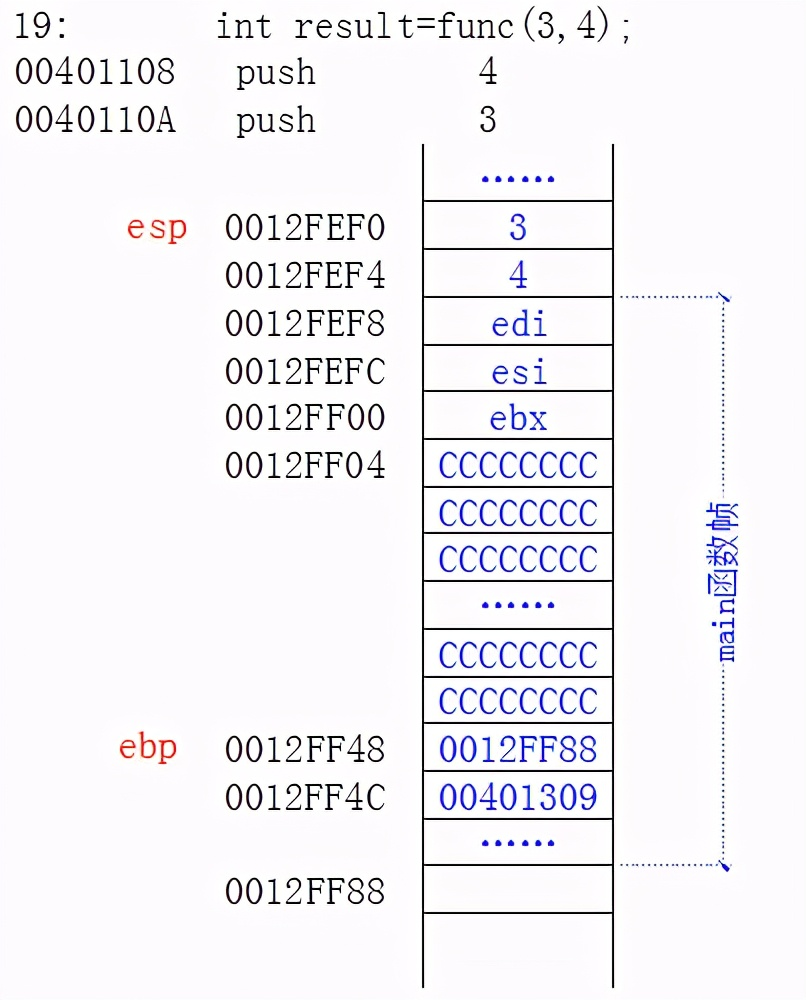 19: int result=func(3,4);
00401108 push 4
0040110A push 3
……
esp 0012FEF0 3
0012FEF4 4
0012FEF8 edi
0012FEFC esi
0012FF00 ebx
0012FF04 CCCCCCCC
CCCCCCCC
CCCCCCCC
……
CCCCCCCC
CCCCCCCC
ebp 0012FF48 0012FF88
0012FF4C 00401309
……
0012FF88
main函数帧